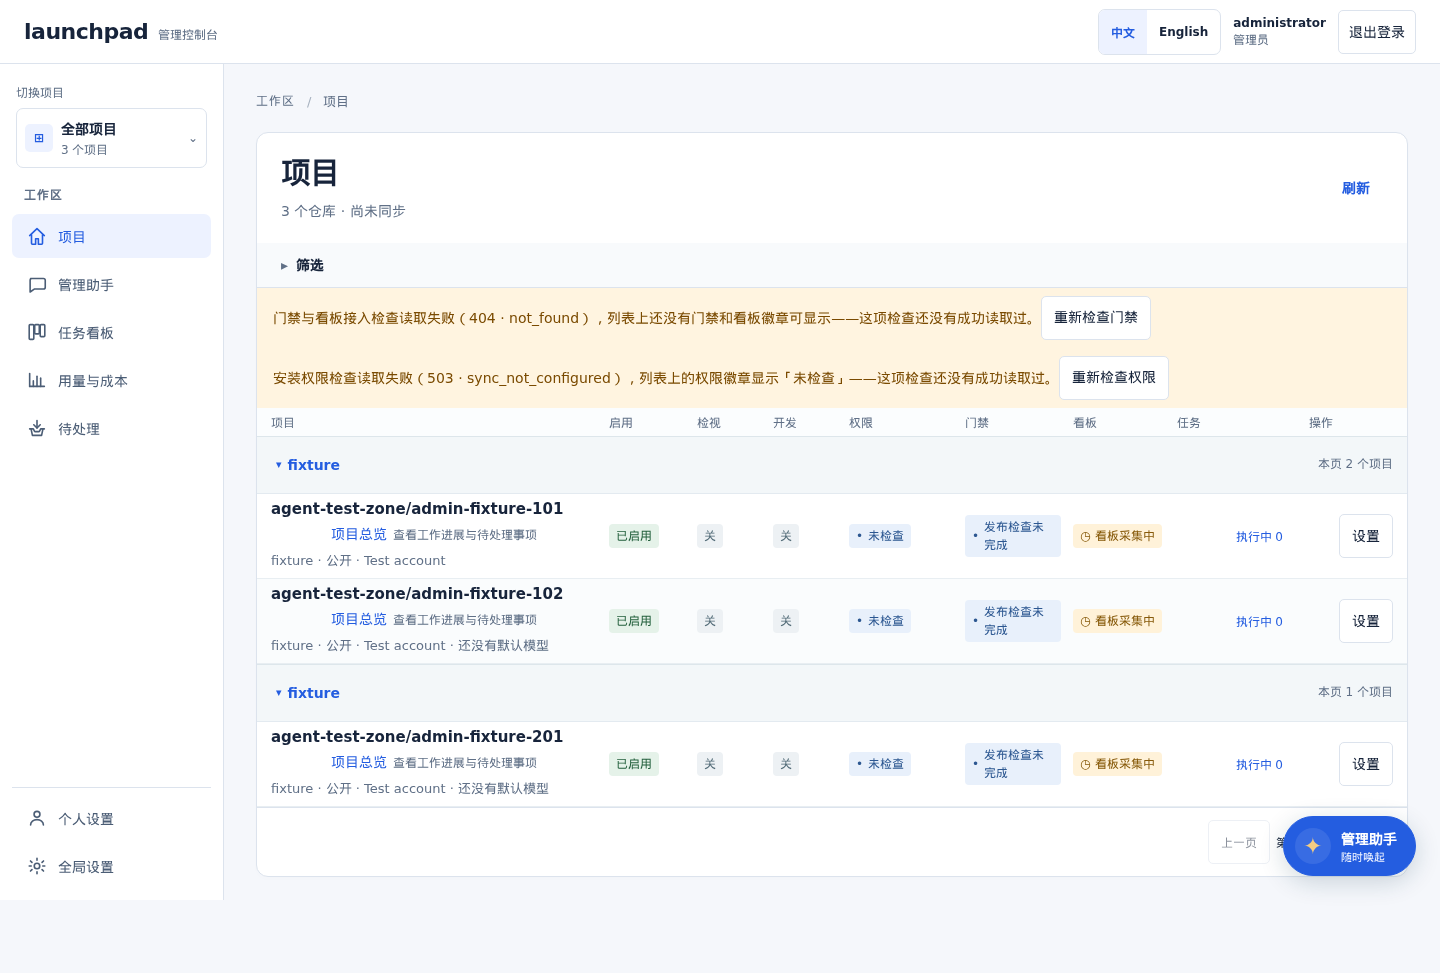 launchpad 管理控制台
中文 English
administrator
管理员
退出登录
切换项目
全部项目
3 个项目
工作区
项目
管理助手
任务看板
用量与成本
待处理
个人设置
全局设置
工作区 / 项目
项目
3 个仓库 · 尚未同步
刷新
筛选
门禁与看板接入检查读取失败（404 · not_found），列表上还没有门禁和看板徽章可显示——这项检查还没有成功读取过。 重新检查门禁
安装权限检查读取失败（503 · sync_not_configured），列表上的权限徽章显示「未检查」——这项检查还没有成功读取过。 重新检查权限
项目 启用 检视 开发 权限 门禁 看板 任务 操作
fixture 本页 2 个项目
agent-test-zone/admin-fixture-101
项目总览 查看工作进展与待处理事项
fixture · 公开 · Test account
已启用 关 关 • 未检查 • 发布检查未完成 看板采集中 执行中 0 设置
agent-test-zone/admin-fixture-102
项目总览 查看工作进展与待处理事项
fixture · 公开 · Test account · 还没有默认模型
已启用 关 关 • 未检查 • 发布检查未完成 看板采集中 执行中 0 设置
fixture 本页 1 个项目
agent-test-zone/admin-fixture-201
项目总览 查看工作进展与待处理事项
fixture · 公开 · Test account · 还没有默认模型
已启用 关 关 • 未检查 • 发布检查未完成 看板采集中 执行中 0 设置
上一页
管理助手
随时唤起